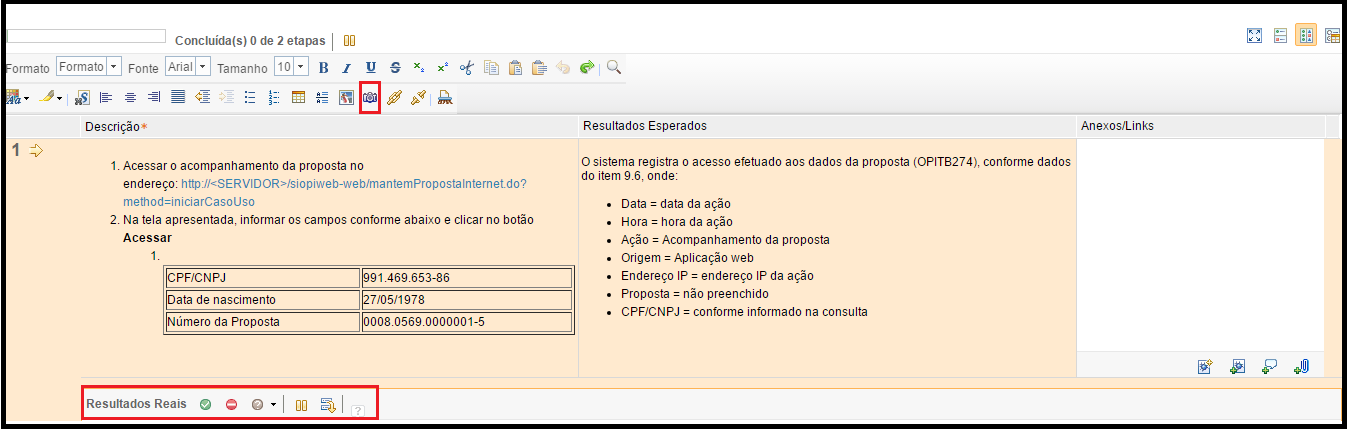 Concluída(s) 0 de 2 etapas
Formato Formato Fonte Arial Tamanho 10 B I U S
Descrição*
Resultados Esperados
Anexos/Links
1
1. Acessar o acompanhamento da proposta no
endereço: http://<SERVIDOR>/siopiweb-web/mantemPropostaInternet.do?
method=iniciarCasoUso
2. Na tela apresentada, informar os campos conforme abaixo e clicar no botão
Acessar
1.
CPF/CNPJ 991.469.653-86
Data de nascimento 27/05/1978
Número da Proposta 0008.0569.0000001-5
O sistema registra o acesso efetuado aos dados da proposta (OPITB274), conforme dados
do item 9.6, onde:
• Data = data da ação
• Hora = hora da ação
• Ação = Acompanhamento da proposta
• Origem = Aplicação web
• Endereço IP = endereço IP da ação
• Proposta = não preenchido
• CPF/CNPJ = conforme informado na consulta
Resultados Reais